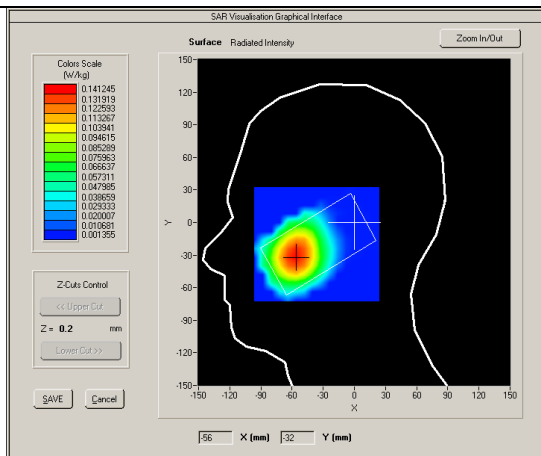 SAR Visualisation Graphical Interface
Surface Radiated Intensity
Zoom In/Out
Colors Scale
(W/kg)
0.141245
0.131919
0.122593
0.113267
0.103941
0.094615
0.085289
0.075963
0.066637
0.057311
0.047985
0.038659
0.029333
0.020007
0.010681
0.001355
Z-Cuts Control
<< Upper Cut
Z = 0.2 mm
Lower Cut >>
SAVE
Cancel
150
120
90
60
30
0
-30
-60
-90
-120
-150
Y
-150 -120 -90 -60 -30 0 30 60 90 120 150
X
-56 X (mm) -32 Y (mm)